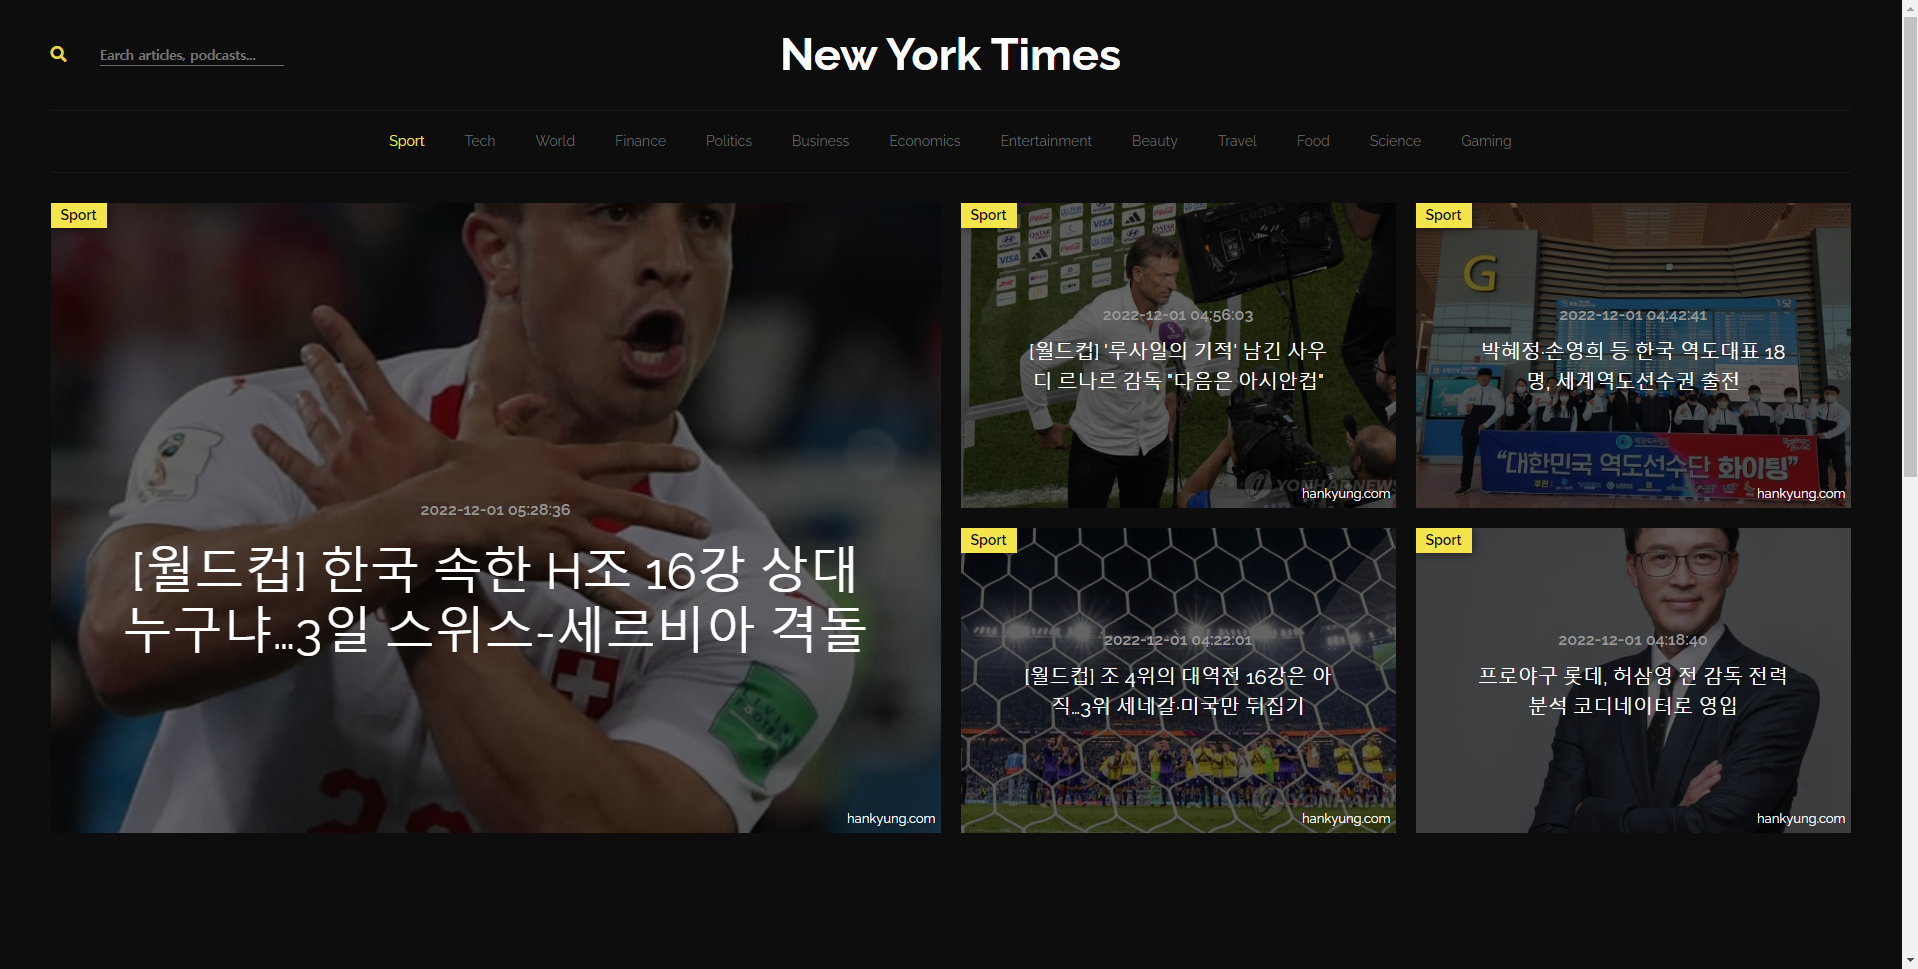 Earch articles, podcasts...
New York Times
Sport Tech World Finance Politics Business Economics Entertainment Beauty Travel Food Science Gaming
Sport
2022-12-01 05:28:36
[월드컵] 한국 속한 H조 16강 상대
누구냐…3일 스위스-세르비아 격돌
LIVING
FOOTBALL
hankyung.com
Sport
VISA
QATAR
2022-12-01 04:56:03
[월드컵] '루사일의 기적' 남긴 사우
디 르나르 감독 "다음은 아시안컵"
YONHAPNEWS
hankyung.com
Sport
G
2022-12-01 04:42:41
박혜정·손영희 등 한국 역도대표 18
명, 세계역도선수권 출전
"대한민국 역도선수단 화이팅"
후원:
hankyung.com
Sport
2022-12-01 04:22:01
[월드컵] 조 4위의 대역전 16강은 아
직…3위 세네갈·미국만 뒤집기
YONHAP NE
hankyung.com
Sport
2022-12-01 04:18:40
프로야구 롯데, 허삼영 전 감독 전력
분석 코디네이터로 영입
hankyung.com